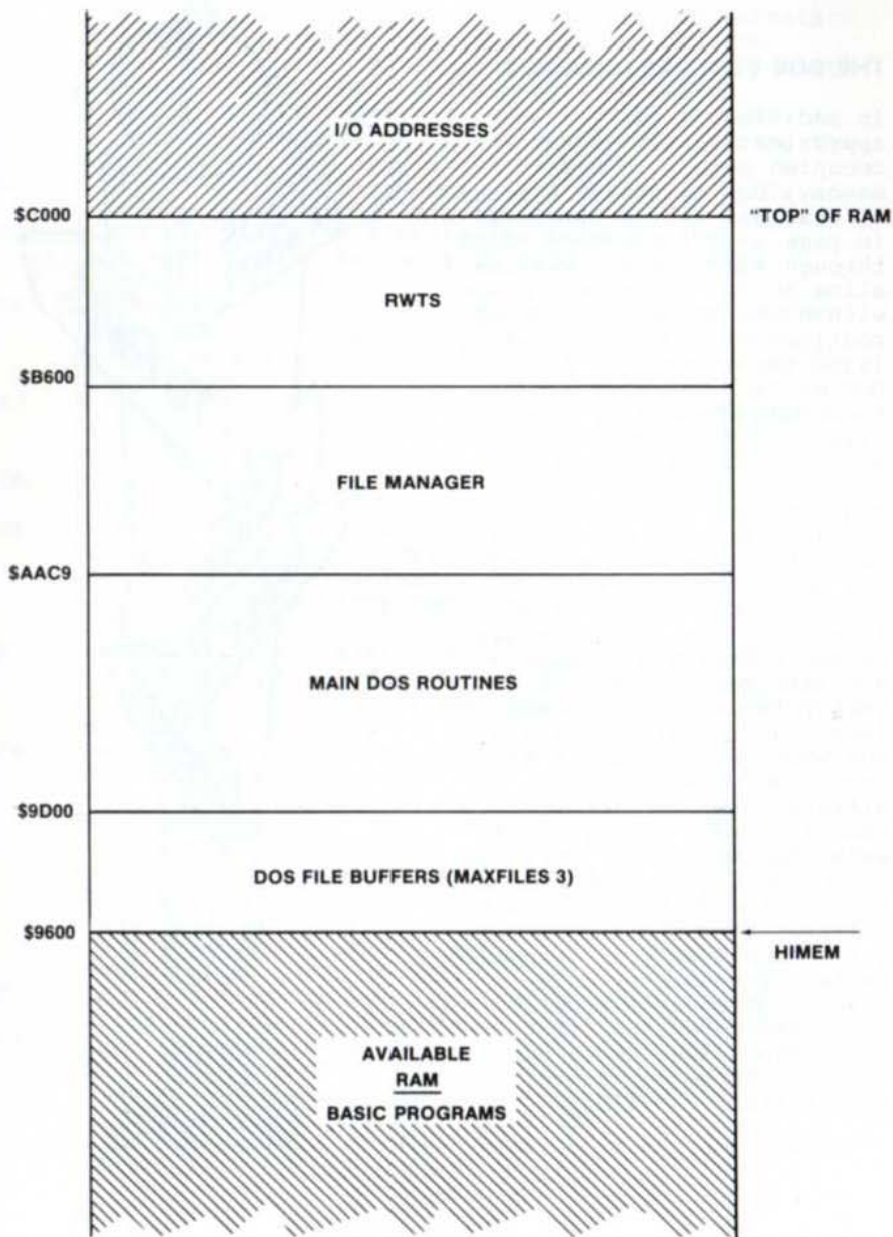 I/O ADDRESSES
$C000
"TOP" OF RAM
RWTS
$B600
FILE MANAGER
$AAC9
MAIN DOS ROUTINES
$9D00
DOS FILE BUFFERS (MAXFILES 3)
$9600
HIMEM
AVAILABLE
RAM
BASIC PROGRAMS